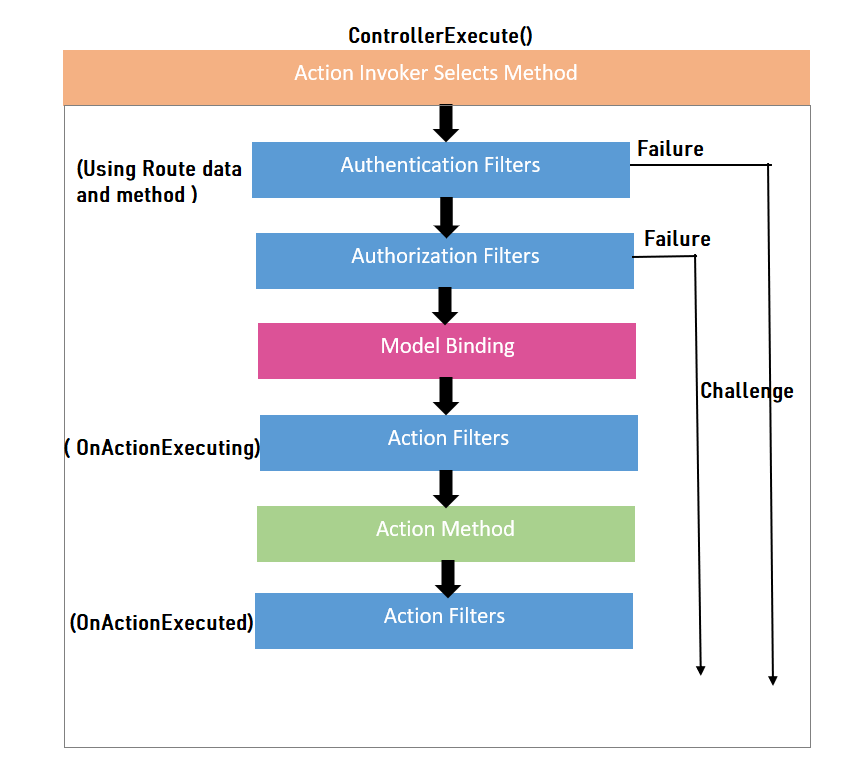 ControllerExecute()
Action Invoker Selects Method
(Using Route data
and method )
Authentication Filters
Failure
Authorization Filters
Failure
Model Binding
Challenge
( OnActionExecuting)
Action Filters
Action Method
(OnActionExecuted)
Action Filters